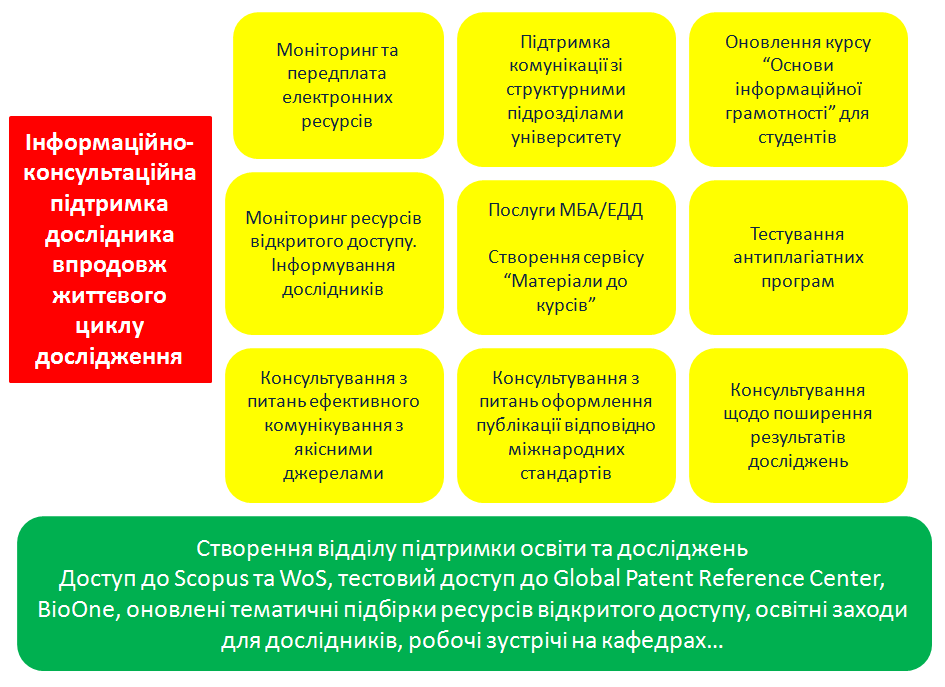 Інформаційно-
консультаційна
підтримка
дослідника
впродовж
життєвого
циклу
дослідження
Моніторинг та
передплата
електронних
ресурсів
Підтримка
комунікації зі
структурними
підрозділами
університету
Оновлення курсу
“Основи
інформаційної
грамотності” для
студентів
Моніторинг ресурсів
відкритого доступу.
Інформування
дослідників
Послуги МБА/ЕДД
Створення сервісу
“Матеріали до
курсів”
Тестування
антиплагіатних
програм
Консультування з
питань ефективного
комунікування з
якісними
джерелами
Консультування з
питань оформлення
публікації відповідно
міжнародних
стандартів
Консультування
щодо поширення
результатів
досліджень
Створення відділу підтримки освіти та досліджень
Доступ до Scopus та WoS, тестовий доступ до Global Patent Reference Center,
BioOne, оновлені тематичні підбірки ресурсів відкритого доступу, освітні заходи
для дослідників, робочі зустрічі на кафедрах…